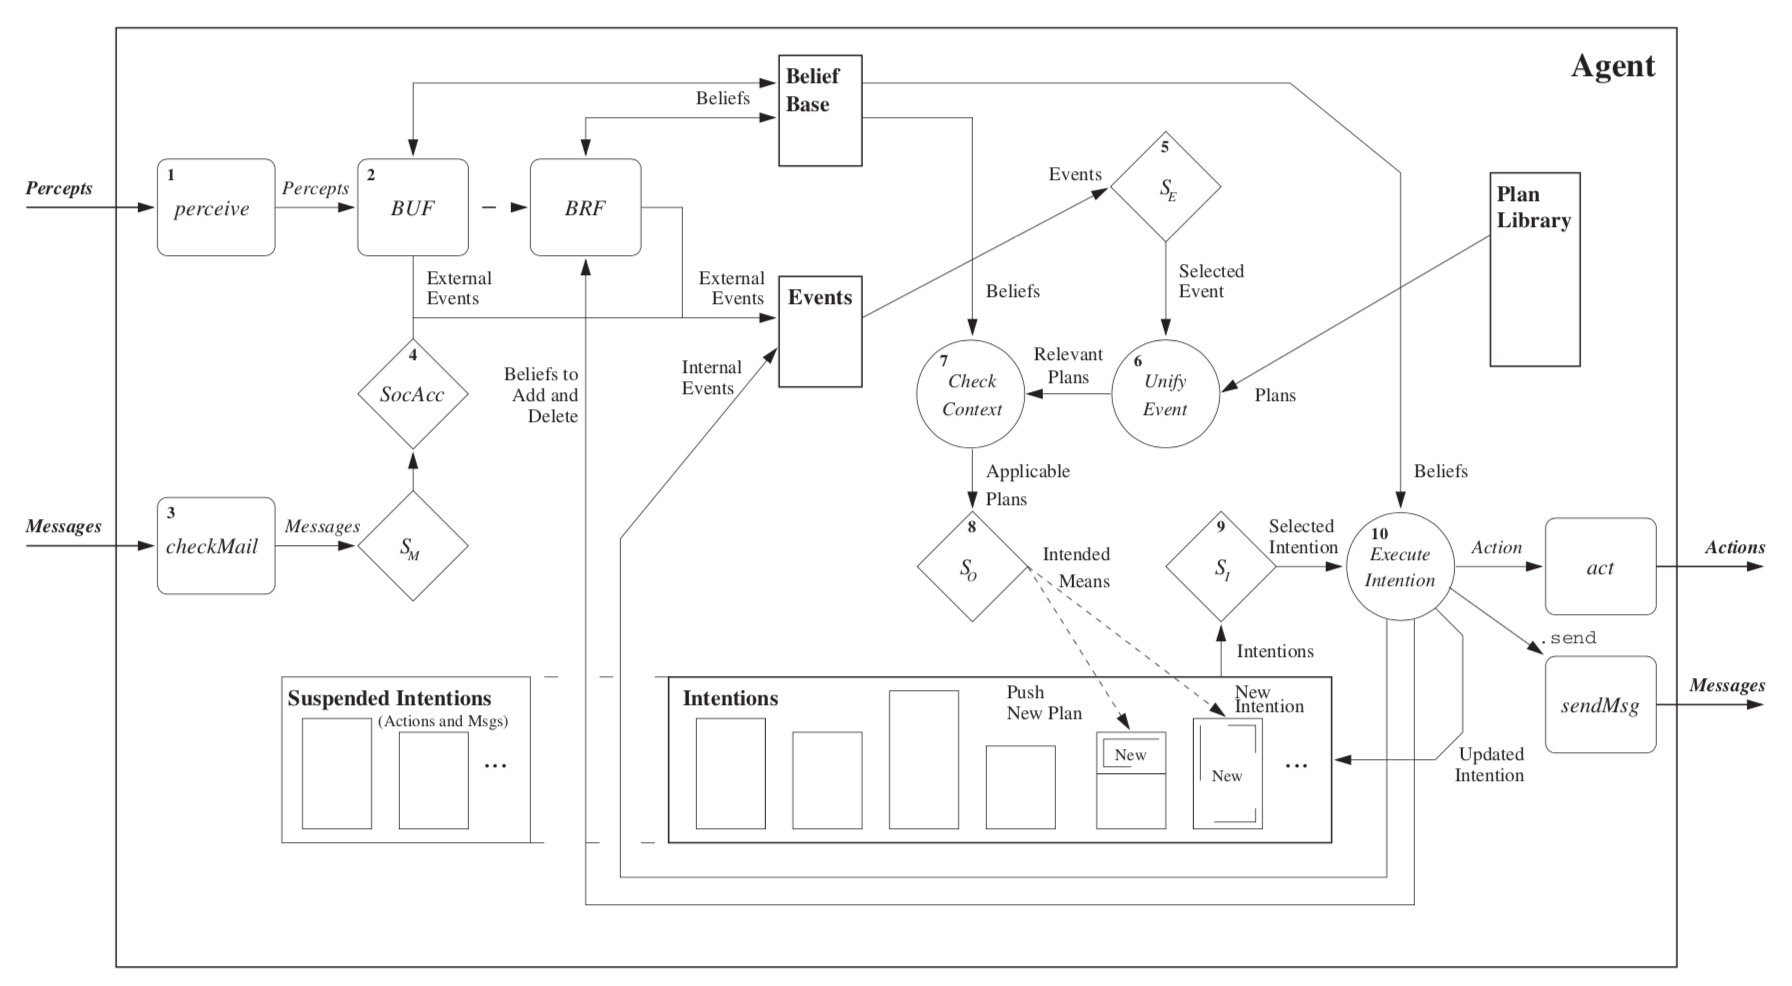 Agent
Belief
Base
Beliefs
Percepts
1
perceive
Percepts
2
BUF
BRF
Events
5
SE
Plan
Library
External
Events
External
Events
Events
Beliefs
Selected
Event
4
SocAcc
Beliefs to
Add and
Delete
Internal
Events
7
Check
Context
Relevant
Plans
6
Unify
Event
Plans
Messages
3
checkMail
Messages
SM
Applicable
Plans
Beliefs
8
SO
Intended
Means
9
SI
Selected
Intention
10
Execute
Intention
Action
act
Actions
.send
sendMsg
Messages
Intentions
Suspended Intentions
(Actions and Msgs)
...
Intentions
Push
New Plan
New
New
Intention
New
...
Updated
Intention